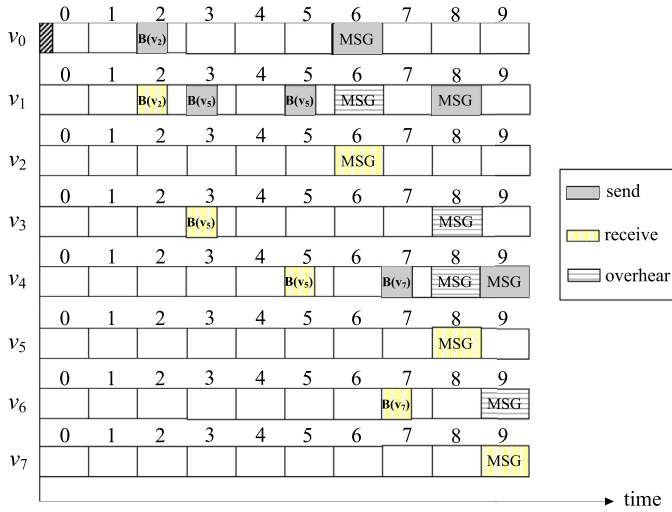 0 1 2 3 4 5 6 7 8 9
v0 B(v2) MSG
0 1 2 3 4 5 6 7 8 9
v1 B(v2) B(v5) B(v5) MSG MSG
0 1 2 3 4 5 6 7 8 9
v2 MSG
0 1 2 3 4 5 6 7 8 9
v3 B(v5) MSG
0 1 2 3 4 5 6 7 8 9
v4 B(v5) B(v7) MSG MSG
0 1 2 3 4 5 6 7 8 9
v5 MSG
0 1 2 3 4 5 6 7 8 9
v6 B(v7) MSG
0 1 2 3 4 5 6 7 8 9
v7 MSG
send
receive
overhear
time